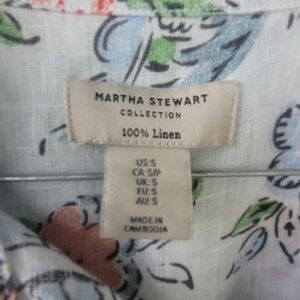 MARTHA STEWART
COLLECTION
100% Linen
US:S
CA:S/P
UK:S
EU:S
AU:S
MADE IN
CAMBODIA